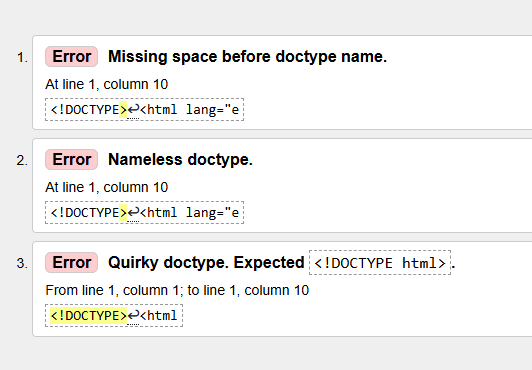 1. Error Missing space before doctype name.
At line 1, column 10
<!DOCTYPE>↩<html lang="e
2. Error Nameless doctype.
At line 1, column 10
<!DOCTYPE>↩<html lang="e
3. Error Quirky doctype. Expected <!DOCTYPE html>.
From line 1, column 1; to line 1, column 10
<!DOCTYPE>↩<html